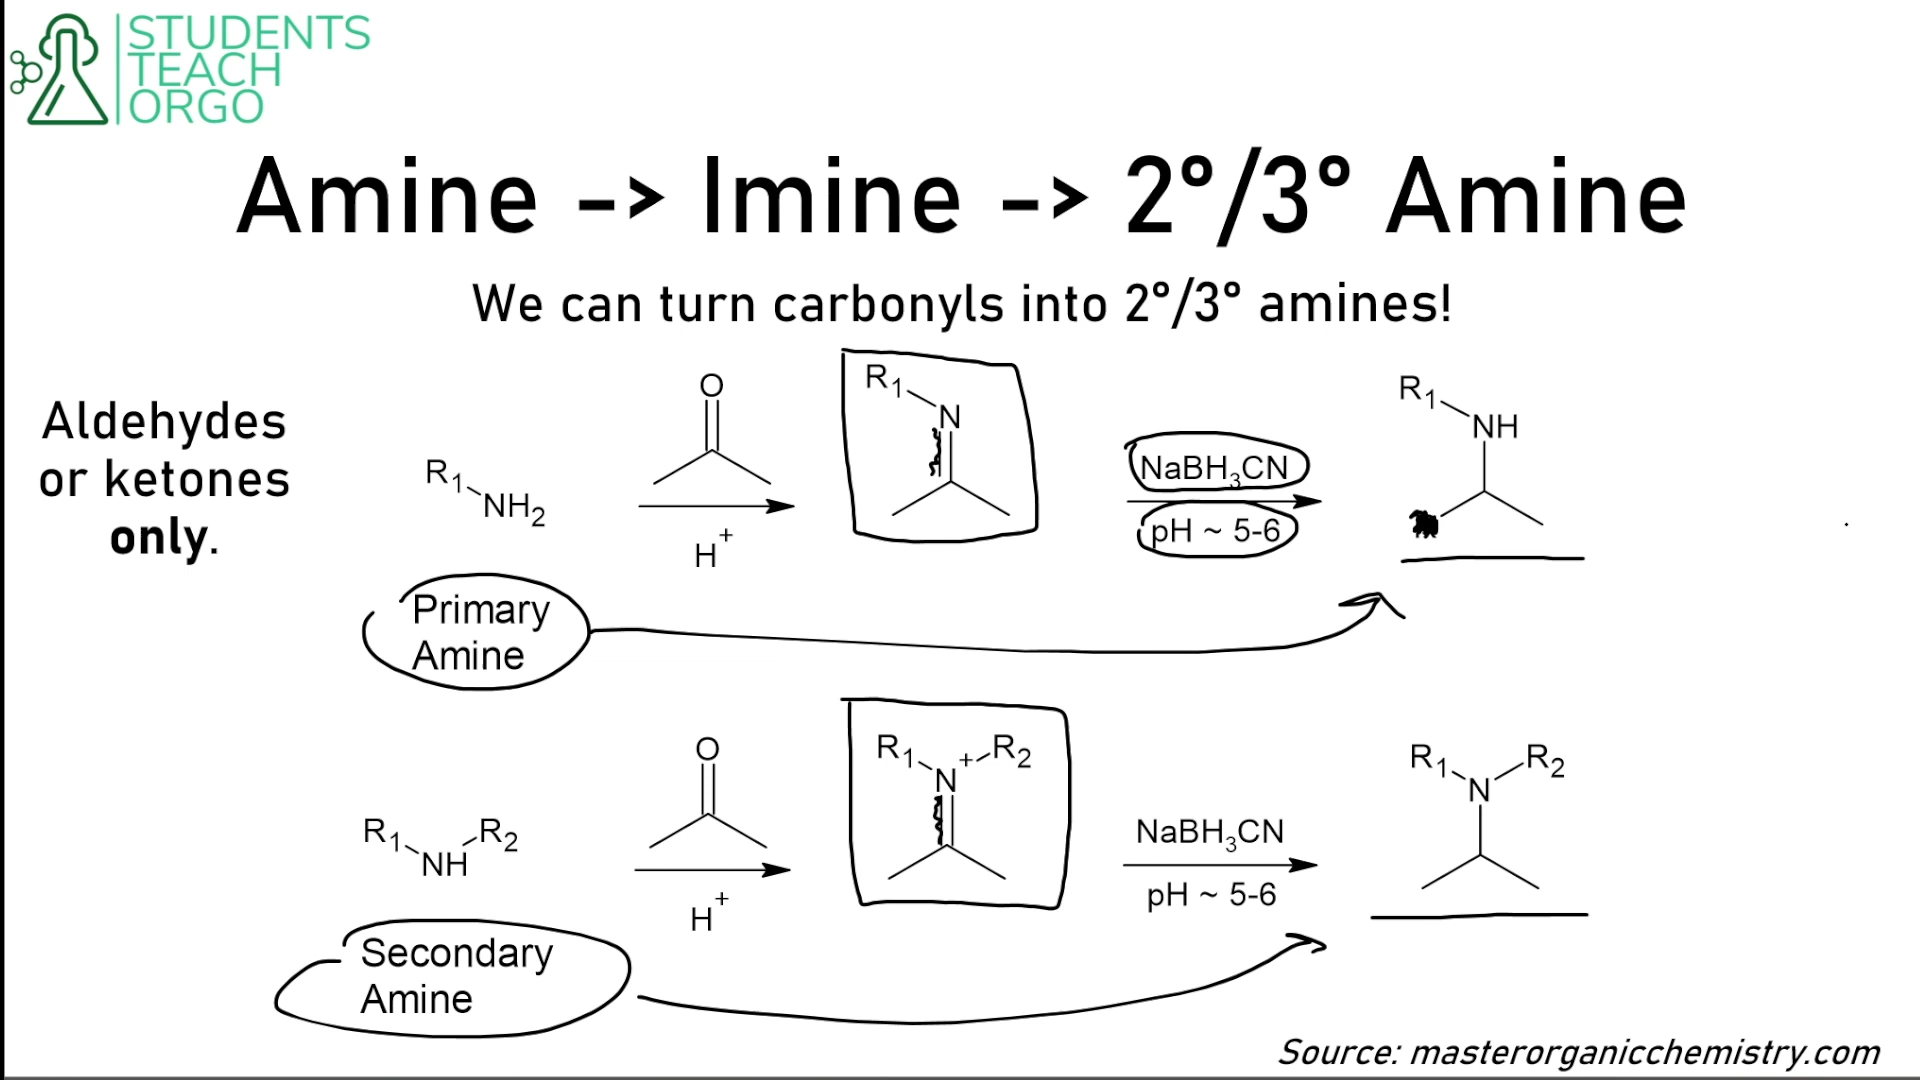 STUDENTS
TEACH
ORGO
Amine -> Imine -> 2°/3° Amine
We can turn carbonyls into 2°/3° amines!
Aldehydes
or ketones
only.
R₁
NH₂
O
H⁺
R₁
N
NaBH₃CN
pH ~ 5-6
R₁
NH
Primary
Amine
R₁ R₂
NH
O
H⁺
R₁ + R₂
N
NaBH₃CN
pH ~ 5-6
R₁ R₂
N
Secondary
Amine
Source: masterorganicchemistry.com